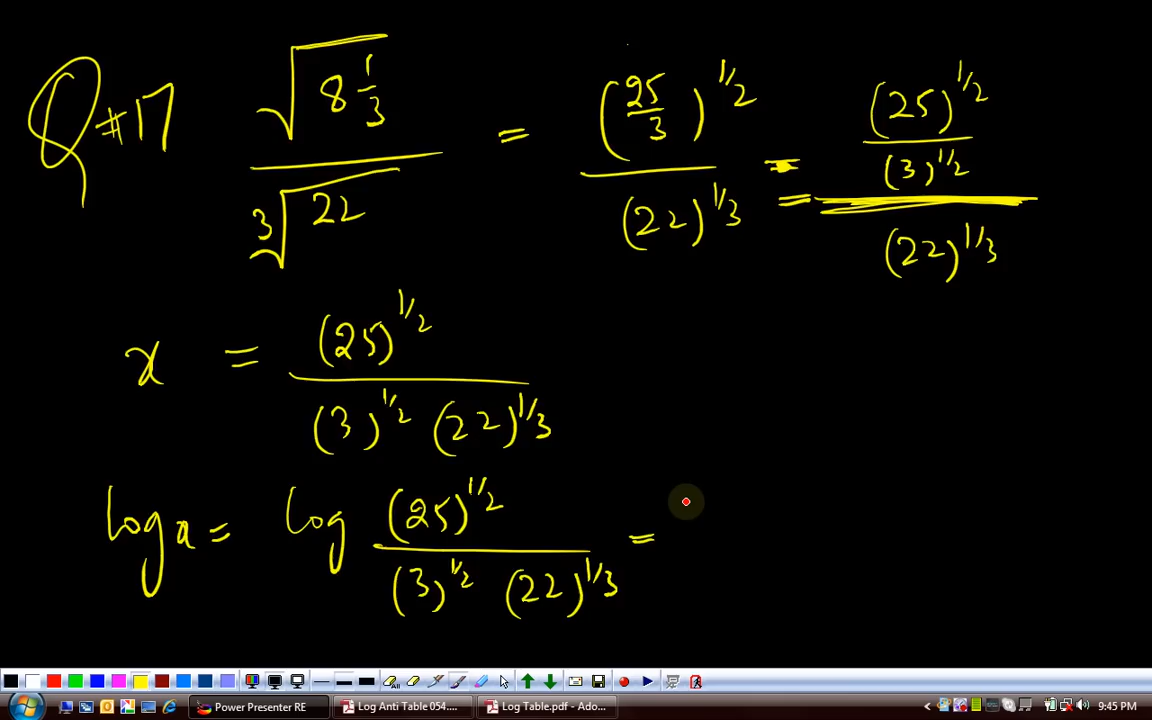 Q#17 √(8 1/3) / ∛22 = (25/3)^1/2 / (22)^1/3 = = (25)^1/2 / (3)^1/2 / (22)^1/3
x = (25)^1/2 / (3)^1/2 (22)^1/3
log x = log (25)^1/2 / (3)^1/2 (22)^1/3 =
All
Power Presenter RE Log Anti Table 054.... Log Table.pdf - Ado... 9:45 PM